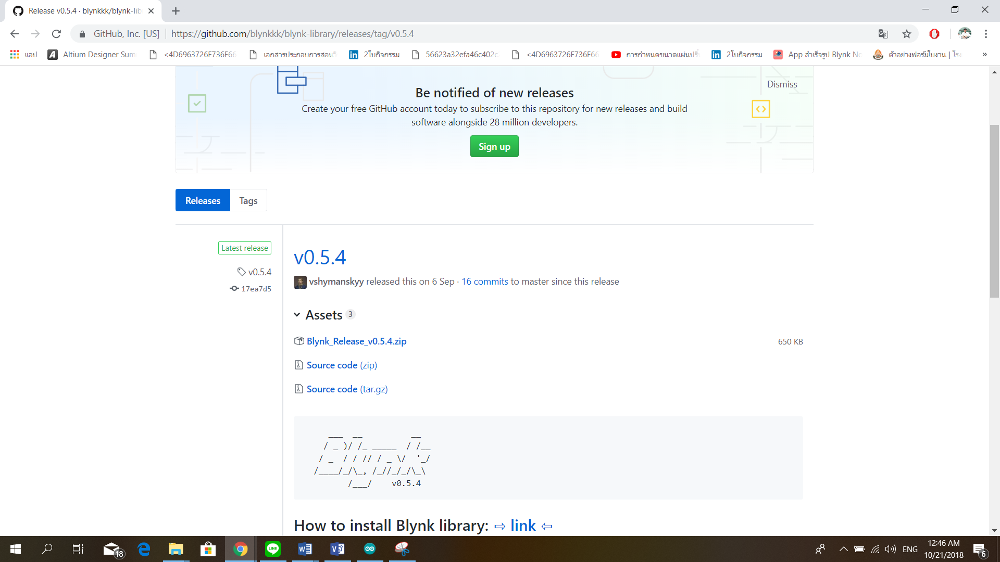 Release v0.5.4 · blynkkk/blynk-lib
GitHub, Inc. [US]
https://github.com/blynkkk/blynk-library/releases/tag/v0.5.4
แอป
Altium Designer Sum
<4D6963726F736F66
เอกสารประกอบการสอน
2ใบกิจกรรม
56623a32efa46c402c
<4D6963726F736F66
การกำหนดขนาดแผ่นปริ้
2ใบกิจกรรม
App สำเร็จรูป Blynk No
ตัวอย่างฟอร์มใบงาน | โรง
»
Dismiss
Be notified of new releases
Create your free GitHub account today to subscribe to this repository for new releases and build
software alongside 28 million developers.
Sign up
Releases
Tags
Latest release
v0.5.4
17ea7d5
v0.5.4
vshymanskyy released this on 6 Sep · 16 commits to master since this release
Assets 3
Blynk_Release_v0.5.4.zip
650 KB
Source code (zip)
Source code (tar.gz)
    ___  __          __
   / _ )/ /_ _____  / /__
  / _  / / // / _ \/  '_/
 /____/_/\_, /_//_/_/\_\
        /___/    v0.5.4
How to install Blynk library: ⇨ link ⇦
18
ENG
12:46 AM
10/21/2018
6